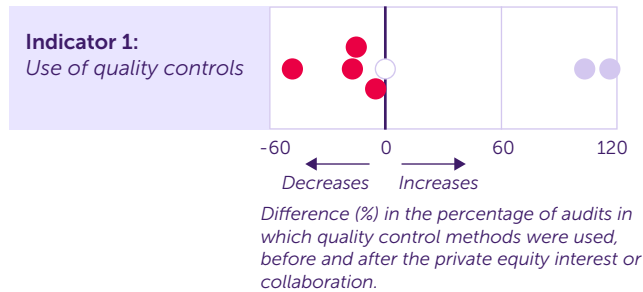 Indicator 1:
Use of quality controls
-60 0 60 120
Decreases Increases
Difference (%) in the percentage of audits in
which quality control methods were used,
before and after the private equity interest or
collaboration.